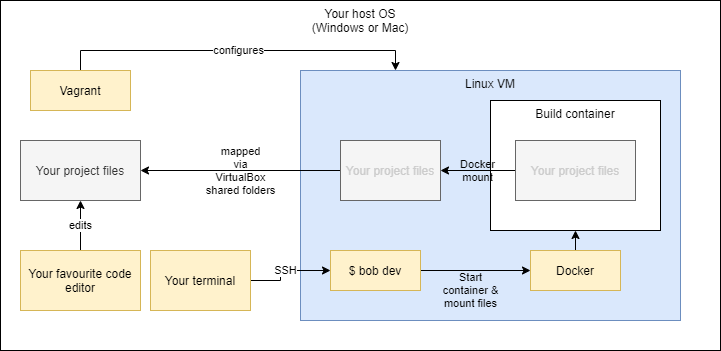 Your host OS
(Windows or Mac)
configures
Vagrant
Linux VM
Build container
Your project files
mapped
via
VirtualBox
shared folders
Your project files
Docker
mount
Your project files
edits
Your favourite code
editor
Your terminal
SSH
$ bob dev
Start
container &
mount files
Docker